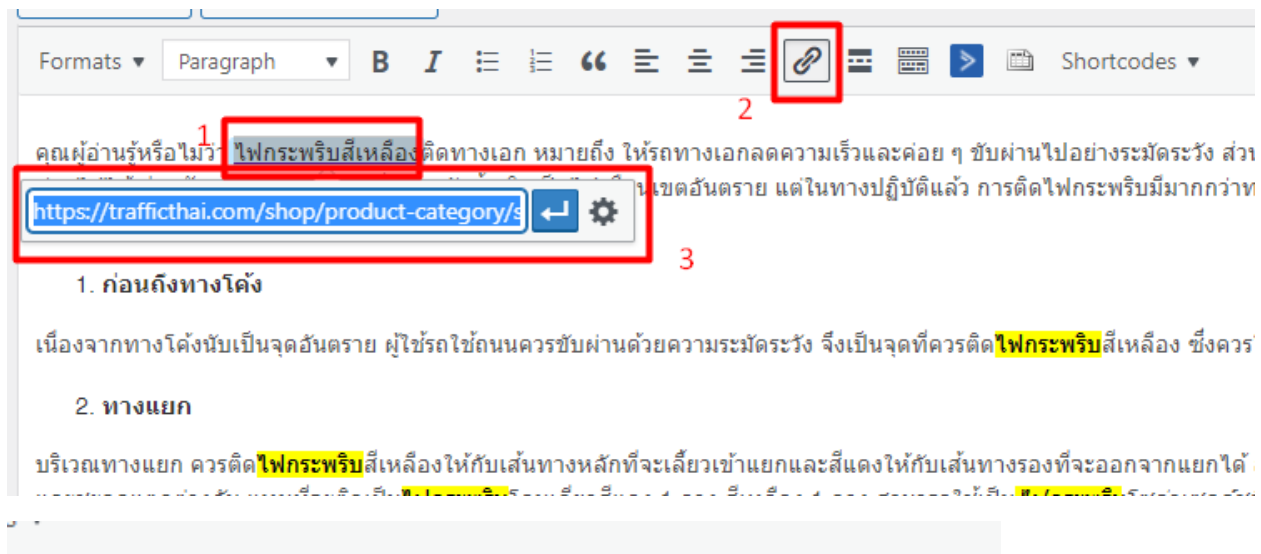 Formats Paragraph B I Shortcodes
2
1
คุณผู้อ่านรู้หรือไม่ว่า ไฟกระพริบสีเหลืองติดทางเอก หมายถึง ให้รถทางเอกลดความเร็วและค่อย ๆ ขับผ่านไปอย่างระมัดระวัง ส่วน
เขตอันตราย แต่ในทางปฏิบัติแล้ว การติดไฟกระพริบมีมากกว่าท
https://trafficthai.com/shop/product-category/s
3
1. ก่อนถึงทางโค้ง
เนื่องจากทางโค้งนับเป็นจุดอันตราย ผู้ใช้รถใช้ถนนควรขับผ่านด้วยความระมัดระวัง จึงเป็นจุดที่ควรติดไฟกระพริบสีเหลือง ซึ่งควร
2. ทางแยก
บริเวณทางแยก ควรติดไฟกระพริบสีเหลืองให้กับเส้นทางหลักที่จะเลี้ยวเข้าแยกและสีแดงให้กับเส้นทางรองที่จะออกจากแยกได้